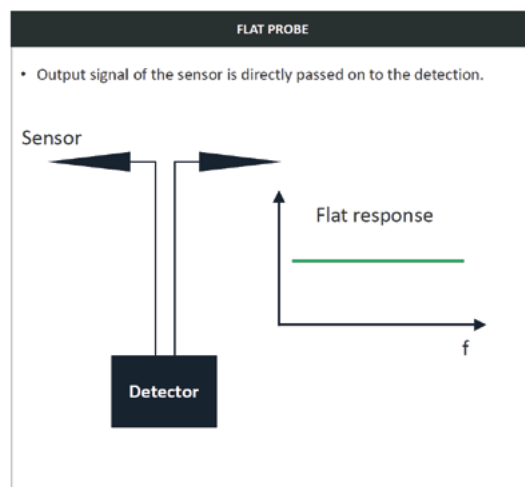 FLAT PROBE
• Output signal of the sensor is directly passed on to the detection.
Sensor
Flat response
f
Detector